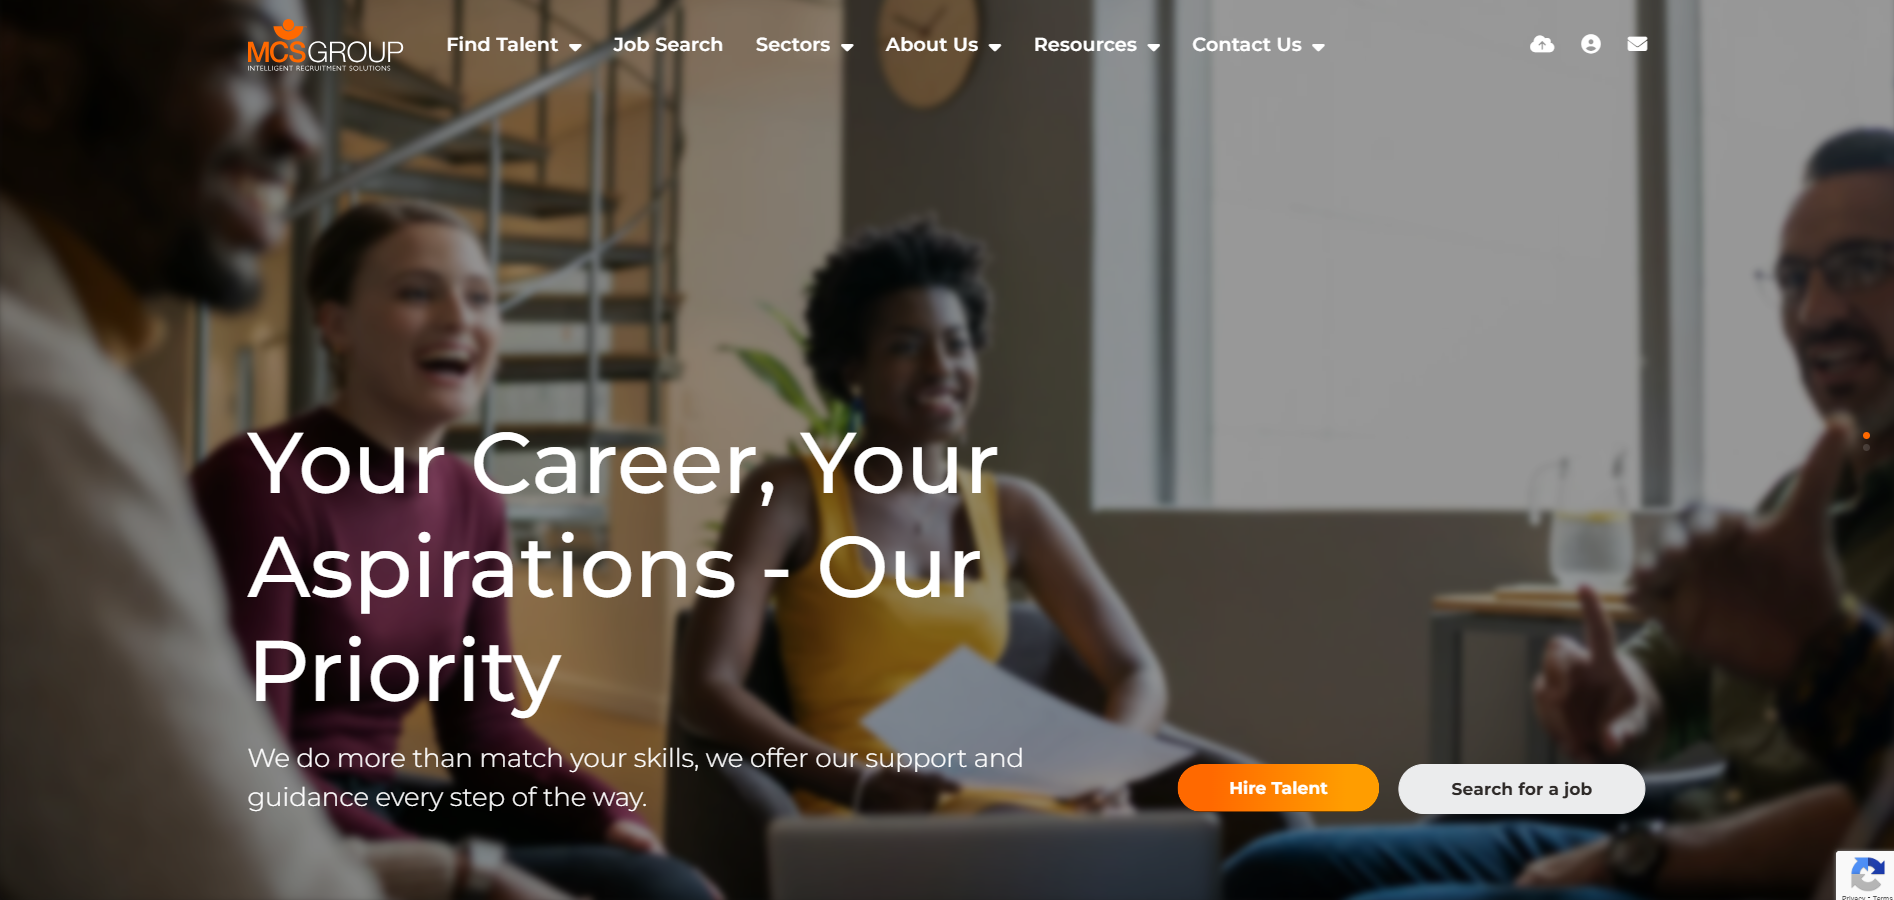 MCSGROUP
INTELLIGENT RECRUITMENT SOLUTIONS
Find Talent
Job Search
Sectors
About Us
Resources
Contact Us
Your Career, Your
Aspirations - Our
Priority
We do more than match your skills, we offer our support and
guidance every step of the way.
Hire Talent
Search for a job
Privacy - Terms